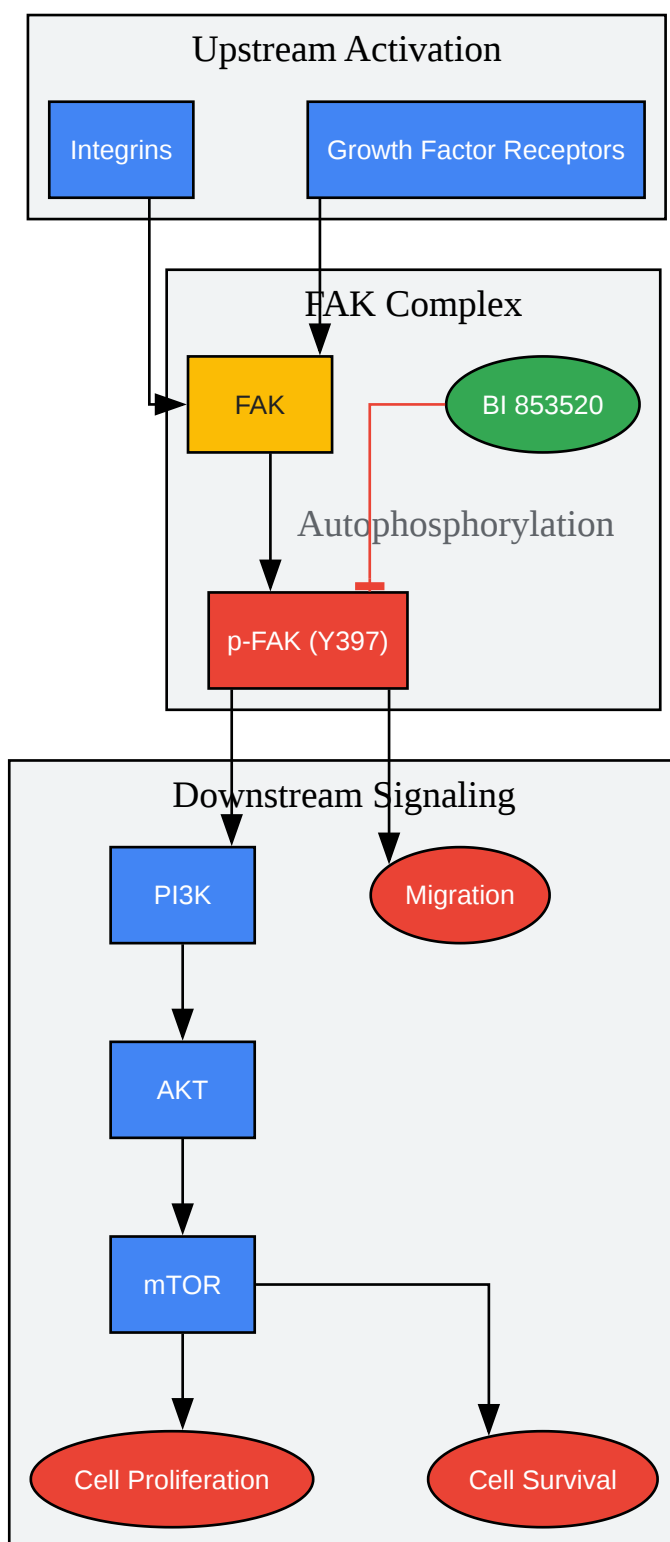 Upstream Activation
Integrins
Growth Factor Receptors
FAK Complex
FAK
BI 853520
Autophosphorylation
p-FAK (Y397)
Downstream Signaling
PI3K
Migration
AKT
mTOR
Cell Proliferation
Cell Survival